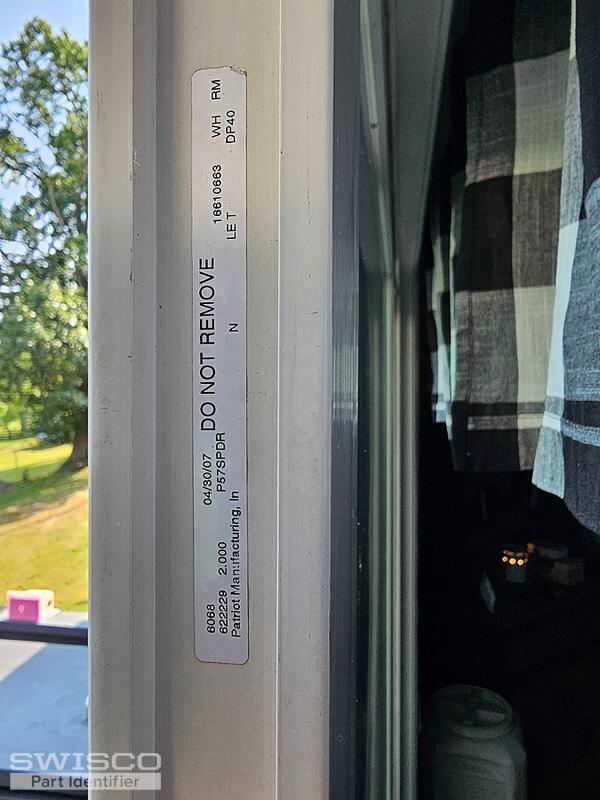 6068 04/30/07 DO NOT REMOVE 16610663 WH RM
622229 2.000 P57SPDR N LE T DP40
Patriot Manufacturing, In
SWISCO
Part Identifier